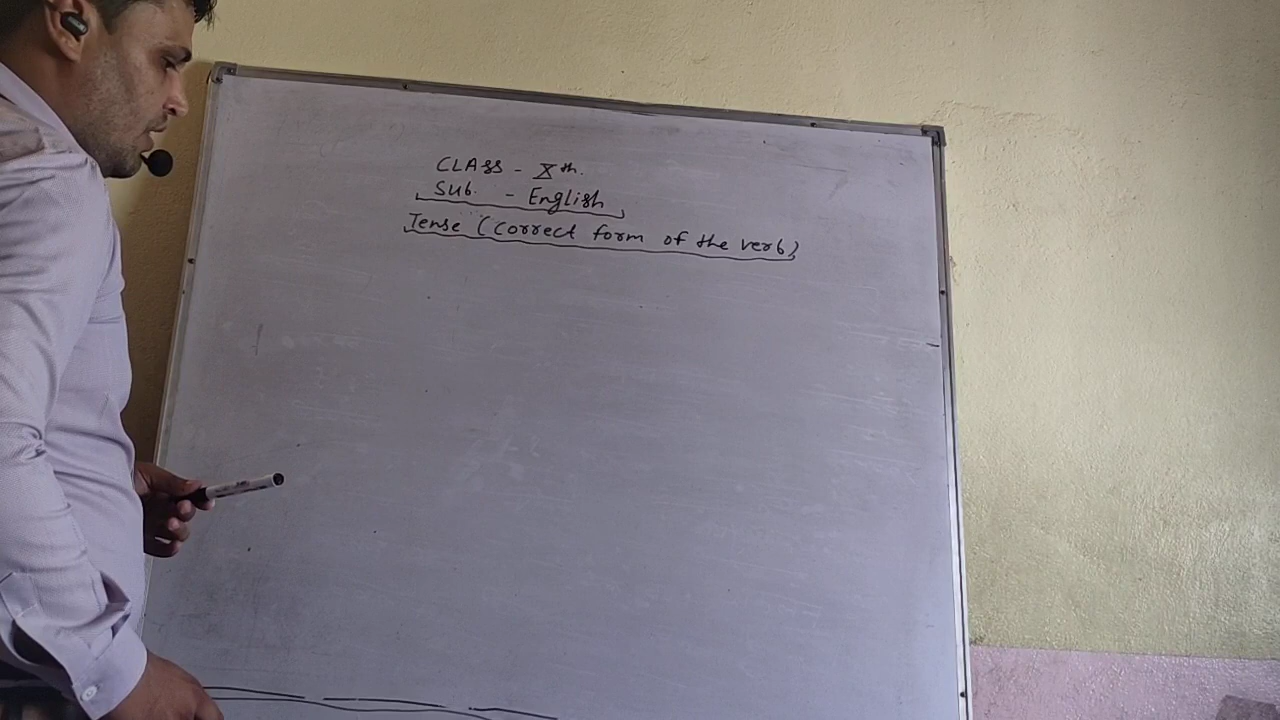 CLASS - Xth.
Sub. - English
Tense (correct form of the verb)